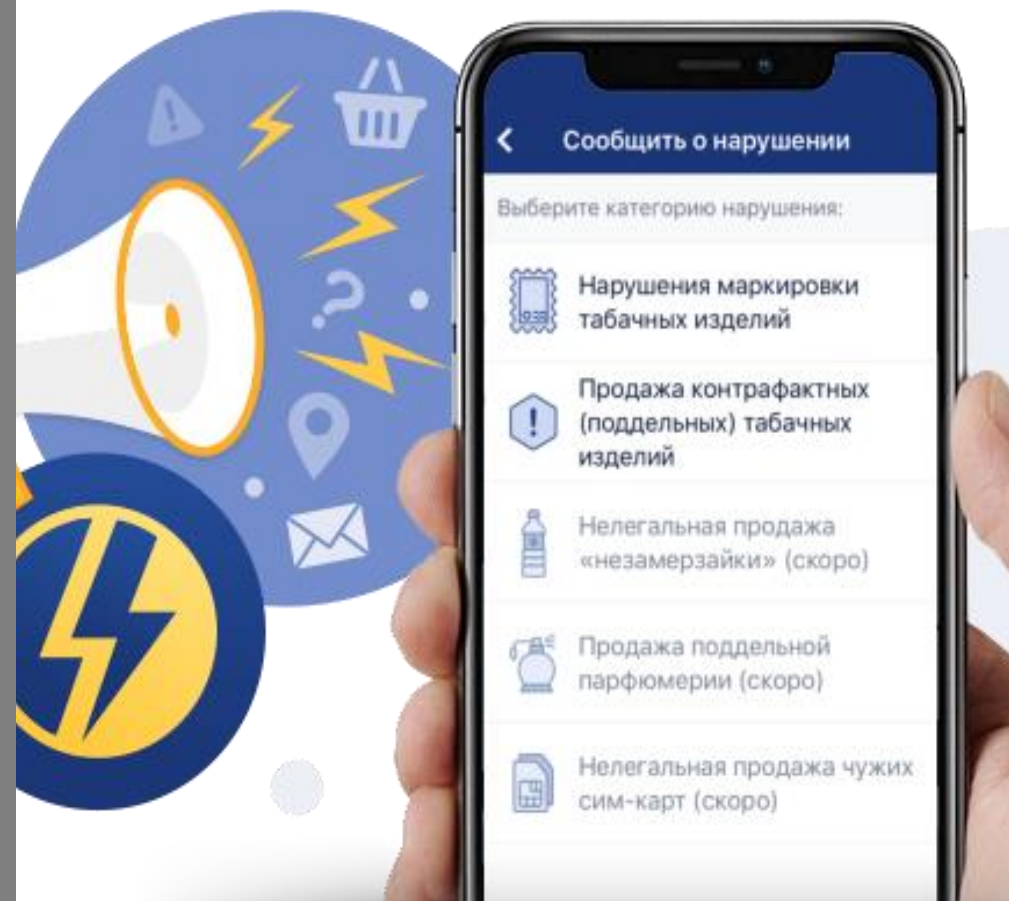 Сообщить о нарушении
Выберите категорию нарушения:
Нарушения маркировки
табачных изделий
Продажа контрафактных
(поддельных) табачных
изделий
Нелегальная продажа
«незамерзайки» (скоро)
Продажа поддельной
парфюмерии (скоро)
Нелегальная продажа чужих
сим-карт (скоро)